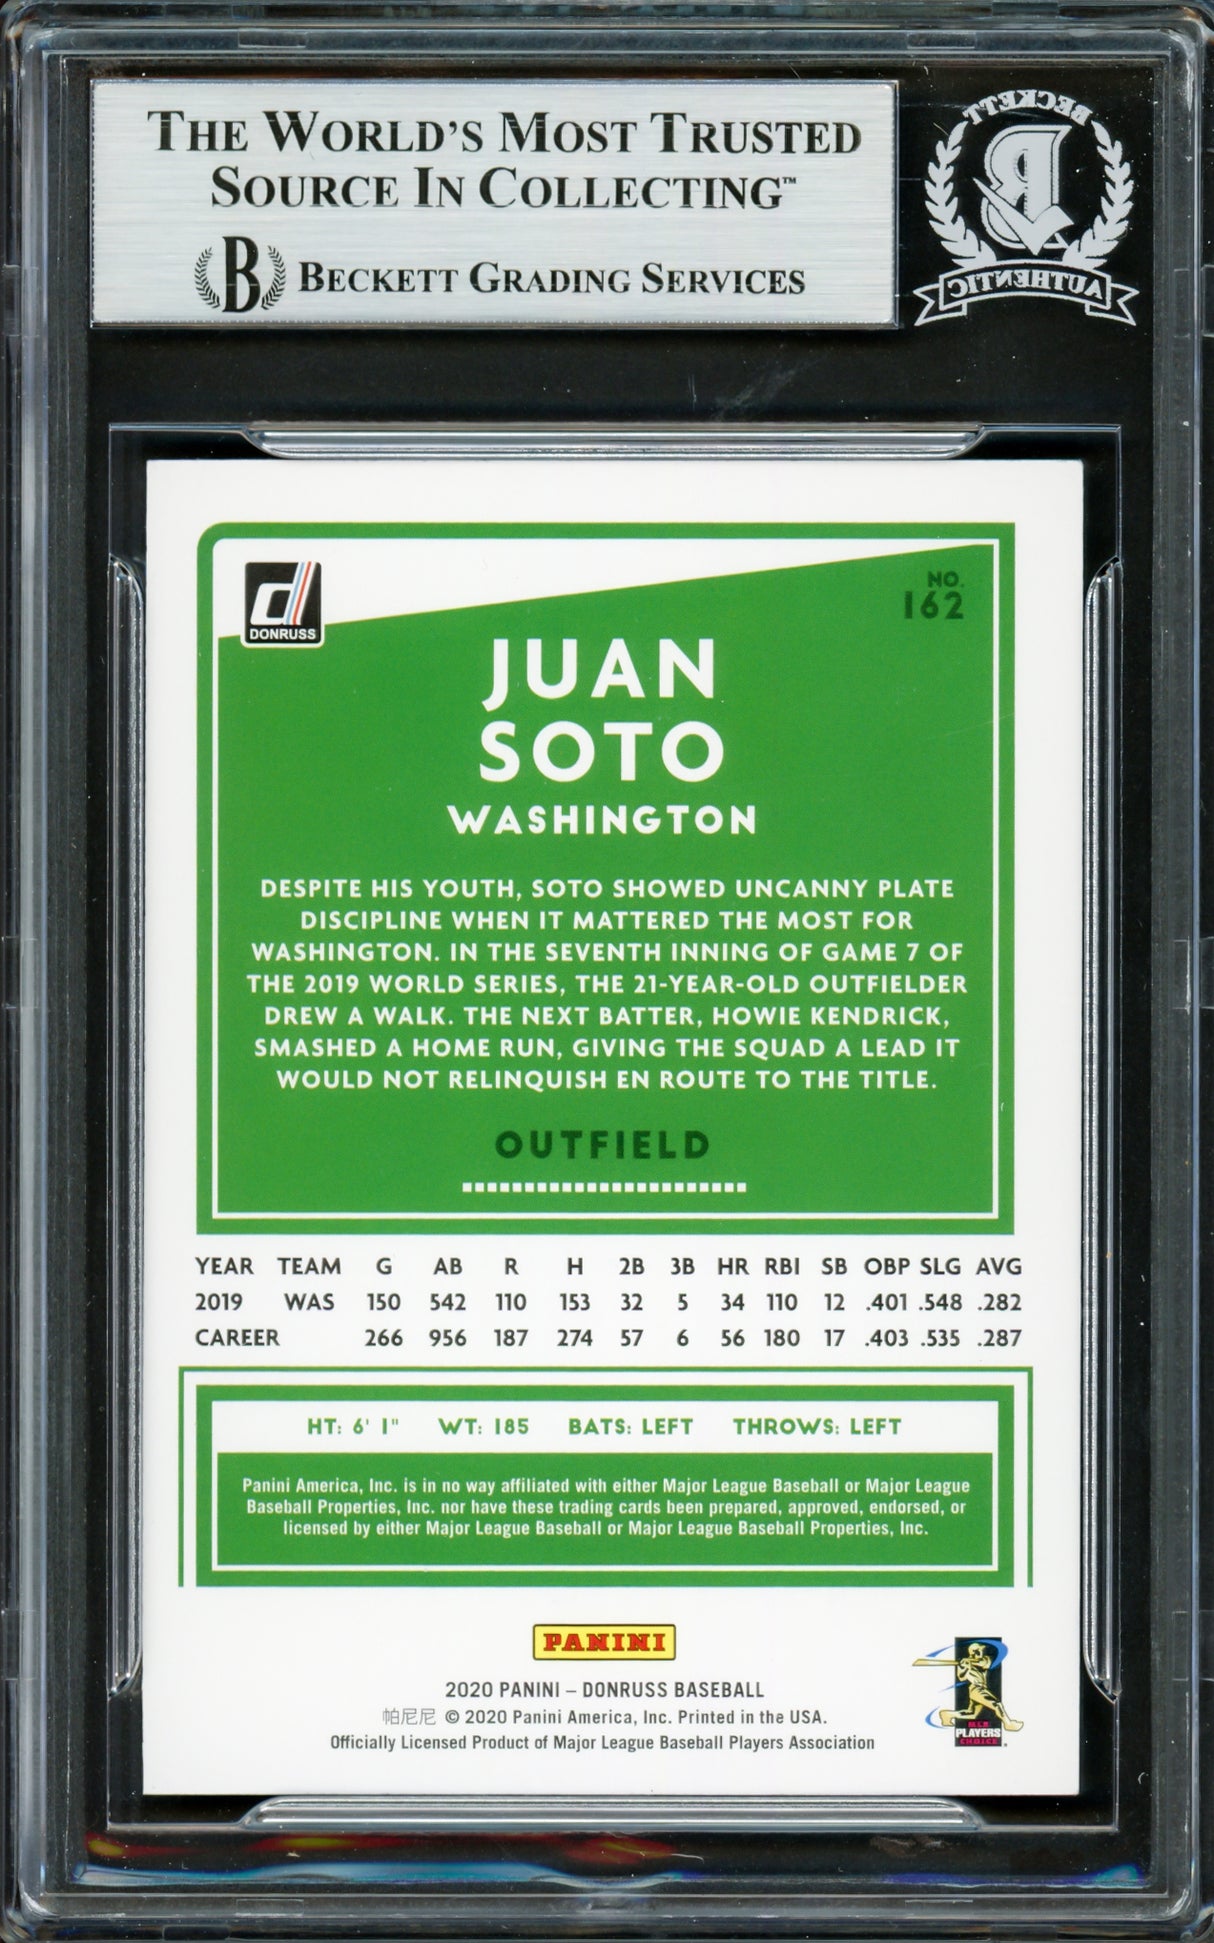 THE WORLD'S MOST TRUSTED
SOURCE IN COLLECTING™
B BECKETT GRADING SERVICES
BECKETT
B
AUTHENTIC
DONRUSS
NO.
162
JUAN
SOTO
WASHINGTON
DESPITE HIS YOUTH, SOTO SHOWED UNCANNY PLATE
DISCIPLINE WHEN IT MATTERED THE MOST FOR
WASHINGTON. IN THE SEVENTH INNING OF GAME 7 OF
THE 2019 WORLD SERIES, THE 21-YEAR-OLD OUTFIELDER
DREW A WALK. THE NEXT BATTER, HOWIE KENDRICK,
SMASHED A HOME RUN, GIVING THE SQUAD A LEAD IT
WOULD NOT RELINQUISH EN ROUTE TO THE TITLE.
OUTFIELD
YEAR TEAM G AB R H 2B 3B HR RBI SB OBP SLG AVG
2019 WAS 150 542 110 153 32 5 34 110 12 .401 .548 .282
CAREER 266 956 187 274 57 6 56 180 17 .403 .535 .287
HT: 6' 1" WT: 185 BATS: LEFT THROWS: LEFT
Panini America, Inc. is in no way affiliated with either Major League Baseball or Major League
Baseball Properties, Inc. nor have these trading cards been prepared, approved, endorsed, or
licensed by either Major League Baseball or Major League Baseball Properties, Inc.
PANINI
2020 PANINI – DONRUSS BASEBALL
帕尼尼 © 2020 Panini America, Inc. Printed in the USA.
Officially Licensed Product of Major League Baseball Players Association
MLB
PLAYERS
CHOICE